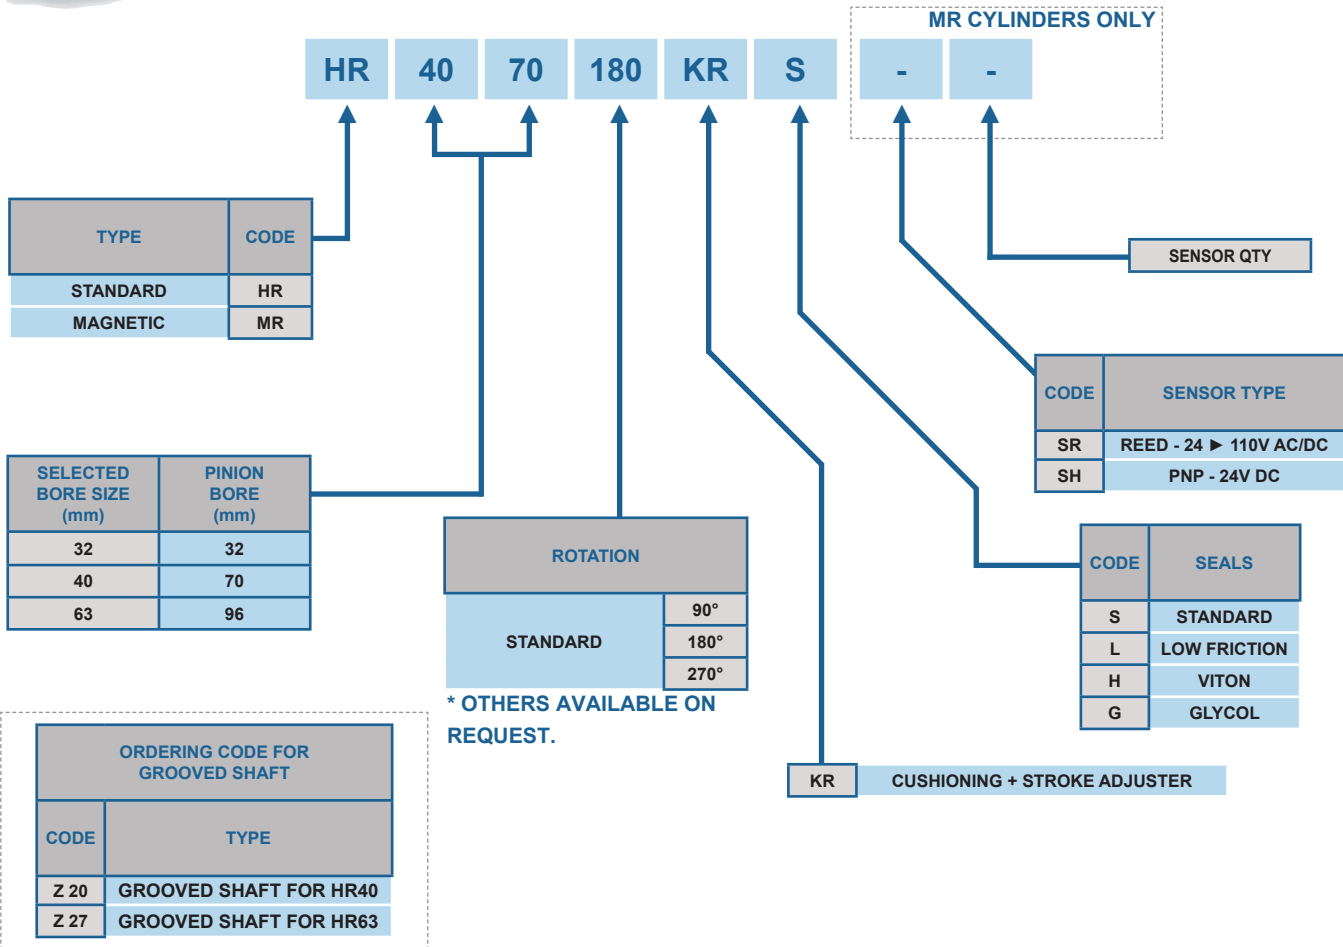 MR CYLINDERS ONLY
HR 40 70 180 KR S - -
TYPE CODE
STANDARD HR
MAGNETIC MR
SENSOR QTY
CODE SENSOR TYPE
SR REED - 24 ► 110V AC/DC
SH PNP - 24V DC
SELECTED BORE SIZE (mm) PINION BORE (mm)
32 32
40 70
63 96
ROTATION
STANDARD
90°
180°
270°
* OTHERS AVAILABLE ON
REQUEST.
CODE SEALS
S STANDARD
L LOW FRICTION
H VITON
G GLYCOL
KR CUSHIONING + STROKE ADJUSTER
ORDERING CODE FOR
GROOVED SHAFT
CODE TYPE
Z 20 GROOVED SHAFT FOR HR40
Z 27 GROOVED SHAFT FOR HR63